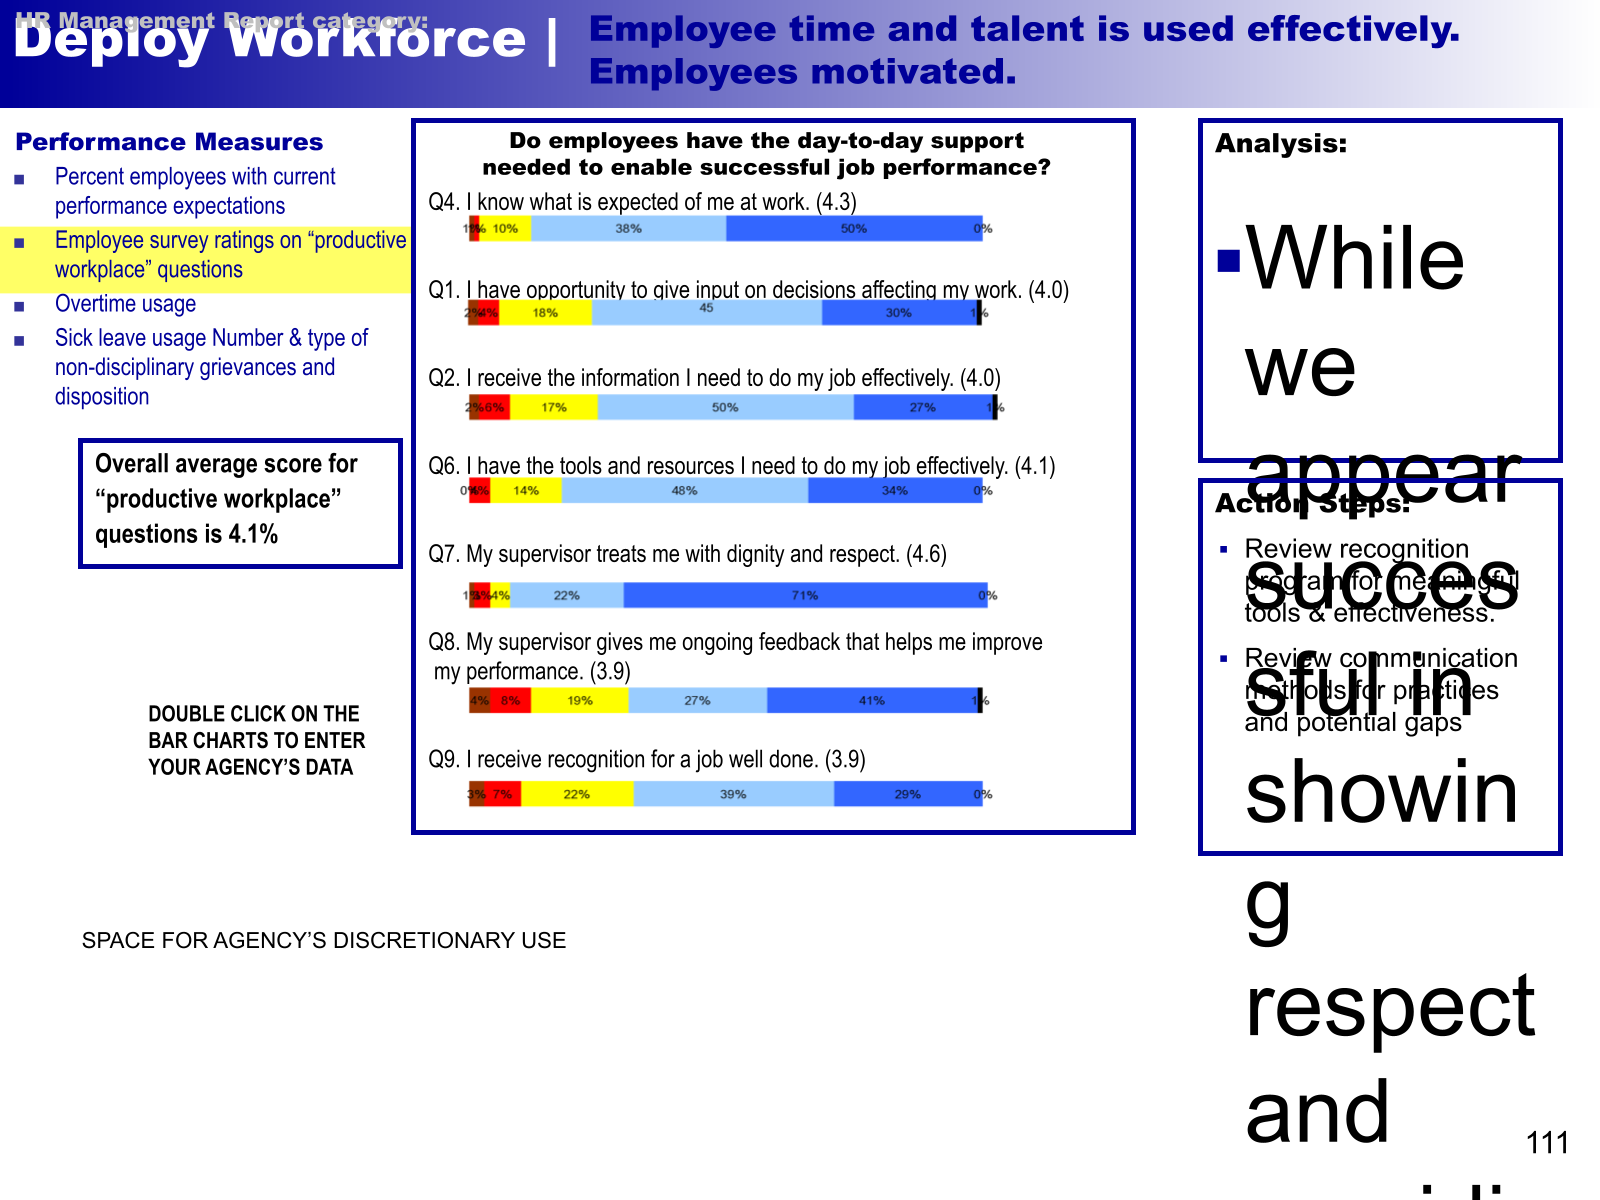 HR Management Report category:
Deploy Workforce |
Employee time and talent is used effectively.
Employees motivated.
Performance Measures
■ Percent employees with current
performance expectations
■ Employee survey ratings on “productive
workplace” questions
■ Overtime usage
■ Sick leave usage Number & type of
non-disciplinary grievances and
disposition
Overall average score for
“productive workplace”
questions is 4.1%
DOUBLE CLICK ON THE
BAR CHARTS TO ENTER
YOUR AGENCY’S DATA
Do employees have the day-to-day support
needed to enable successful job performance?
Q4. I know what is expected of me at work. (4.3)
10% 38% 50% 0%
Q1. I have opportunity to give input on decisions affecting my work. (4.0)
2% 4% 18% 45 30% 1%
Q2. I receive the information I need to do my job effectively. (4.0)
2% 6% 17% 50% 27% 1%
Q6. I have the tools and resources I need to do my job effectively. (4.1)
0% 14% 48% 34% 0%
Q7. My supervisor treats me with dignity and respect. (4.6)
4% 22% 71% 0%
Q8. My supervisor gives me ongoing feedback that helps me improve
my performance. (3.9)
4% 8% 19% 27% 41% 1%
Q9. I receive recognition for a job well done. (3.9)
3% 7% 22% 39% 29% 0%
Analysis:
■ While
we
appear
succes
sful in
showin
g
respect
and
Action Steps:
▪ Review recognition
program for meaningful
tools & effectiveness.
▪ Review communication
methods for practices
and potential gaps
SPACE FOR AGENCY’S DISCRETIONARY USE
111